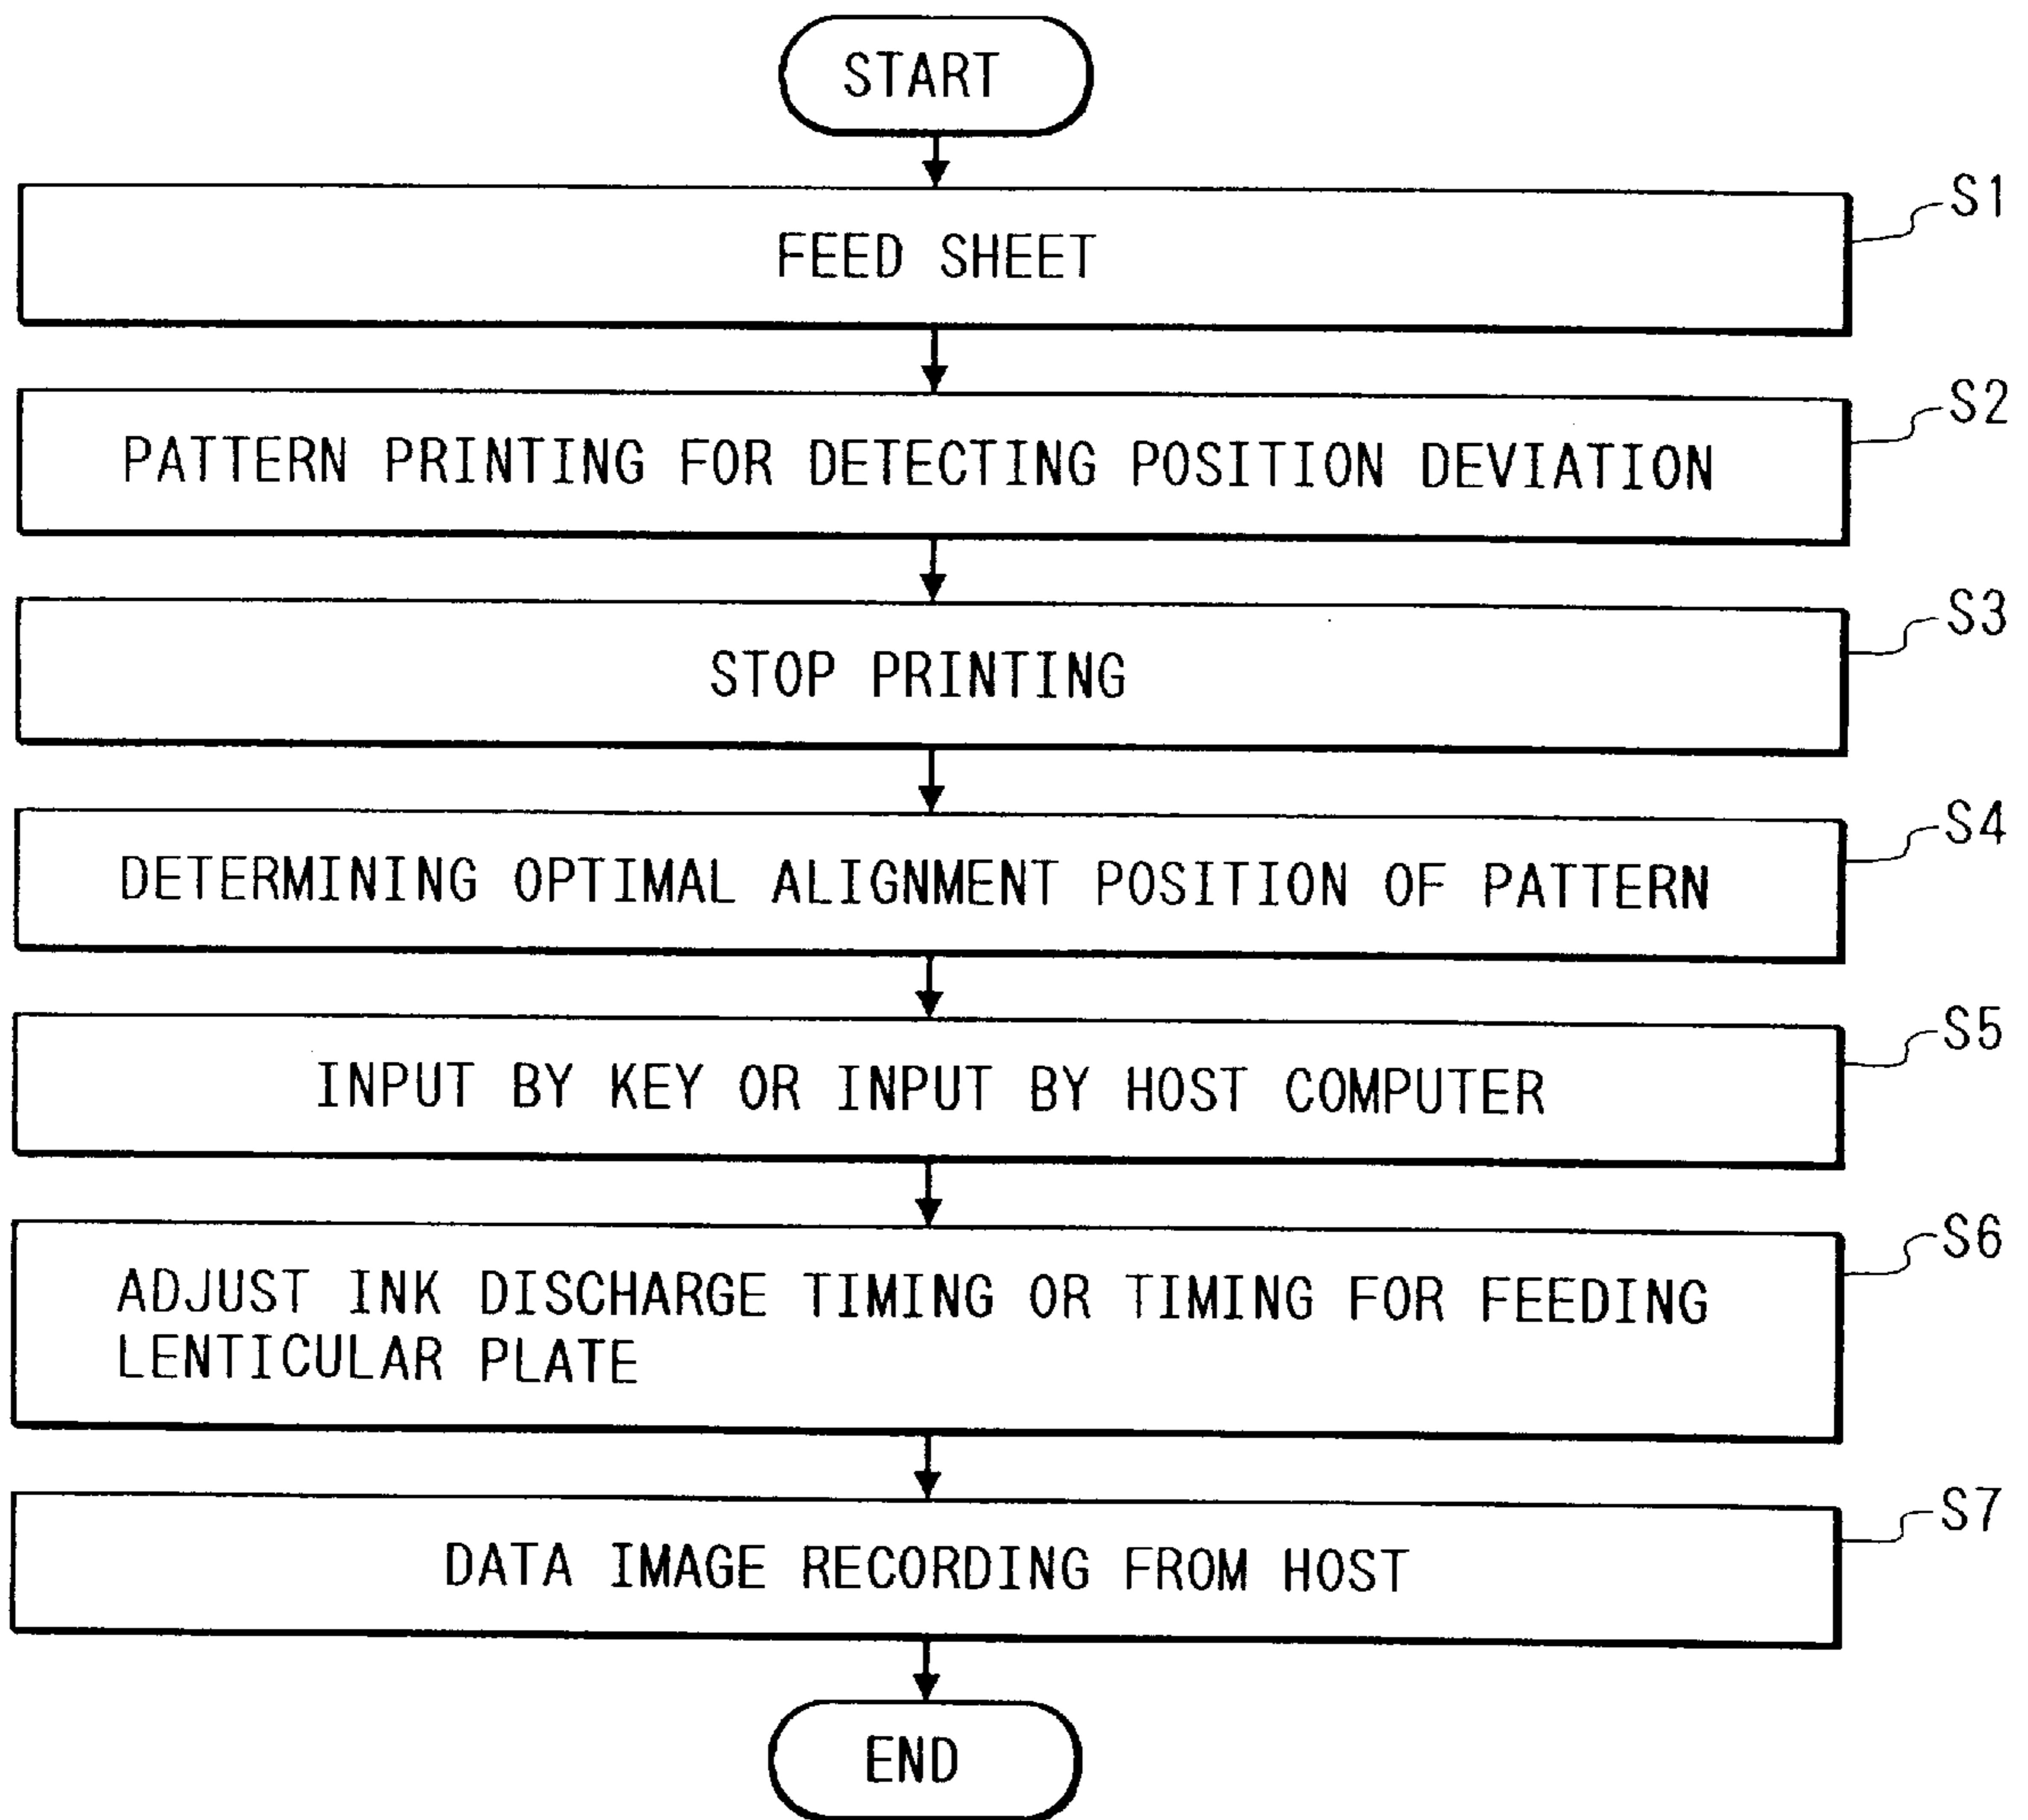 START
S1
FEED SHEET
S2
PATTERN PRINTING FOR DETECTING POSITION DEVIATION
S3
STOP PRINTING
S4
DETERMINING OPTIMAL ALIGNMENT POSITION OF PATTERN
S5
INPUT BY KEY OR INPUT BY HOST COMPUTER
S6
ADJUST INK DISCHARGE TIMING OR TIMING FOR FEEDING
LENTICULAR PLATE
S7
DATA IMAGE RECORDING FROM HOST
END